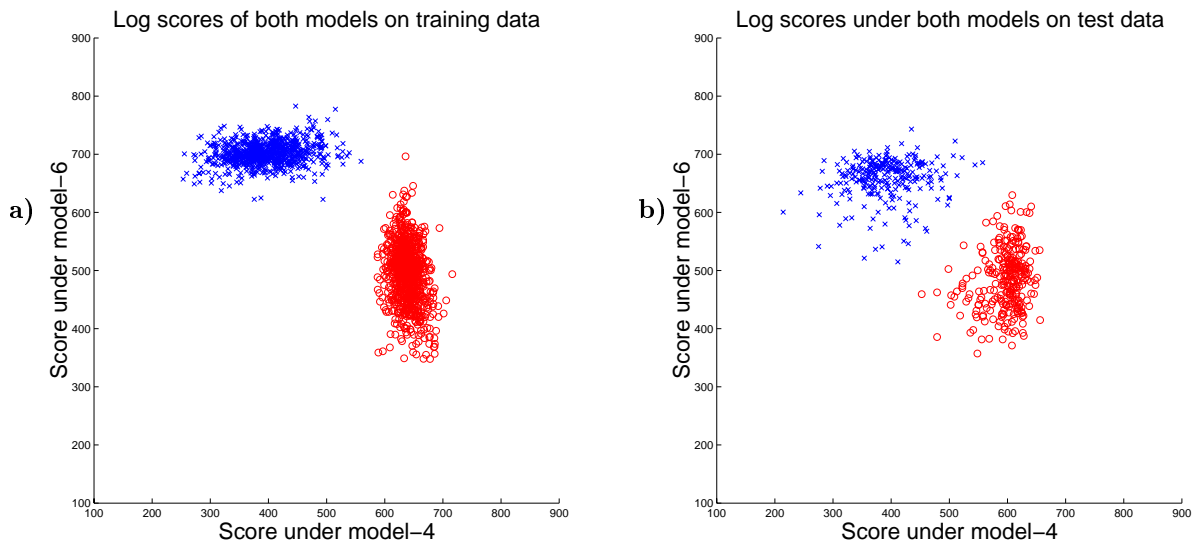 Log scores of both models on training data
a)
Score under model-6
900
800
700
600
500
400
300
200
100
100 200 300 400 500 600 700 800 900
Score under model-4
Log scores under both models on test data
b)
Score under model-6
900
800
700
600
500
400
300
200
100
100 200 300 400 500 600 700 800 900
Score under model-4